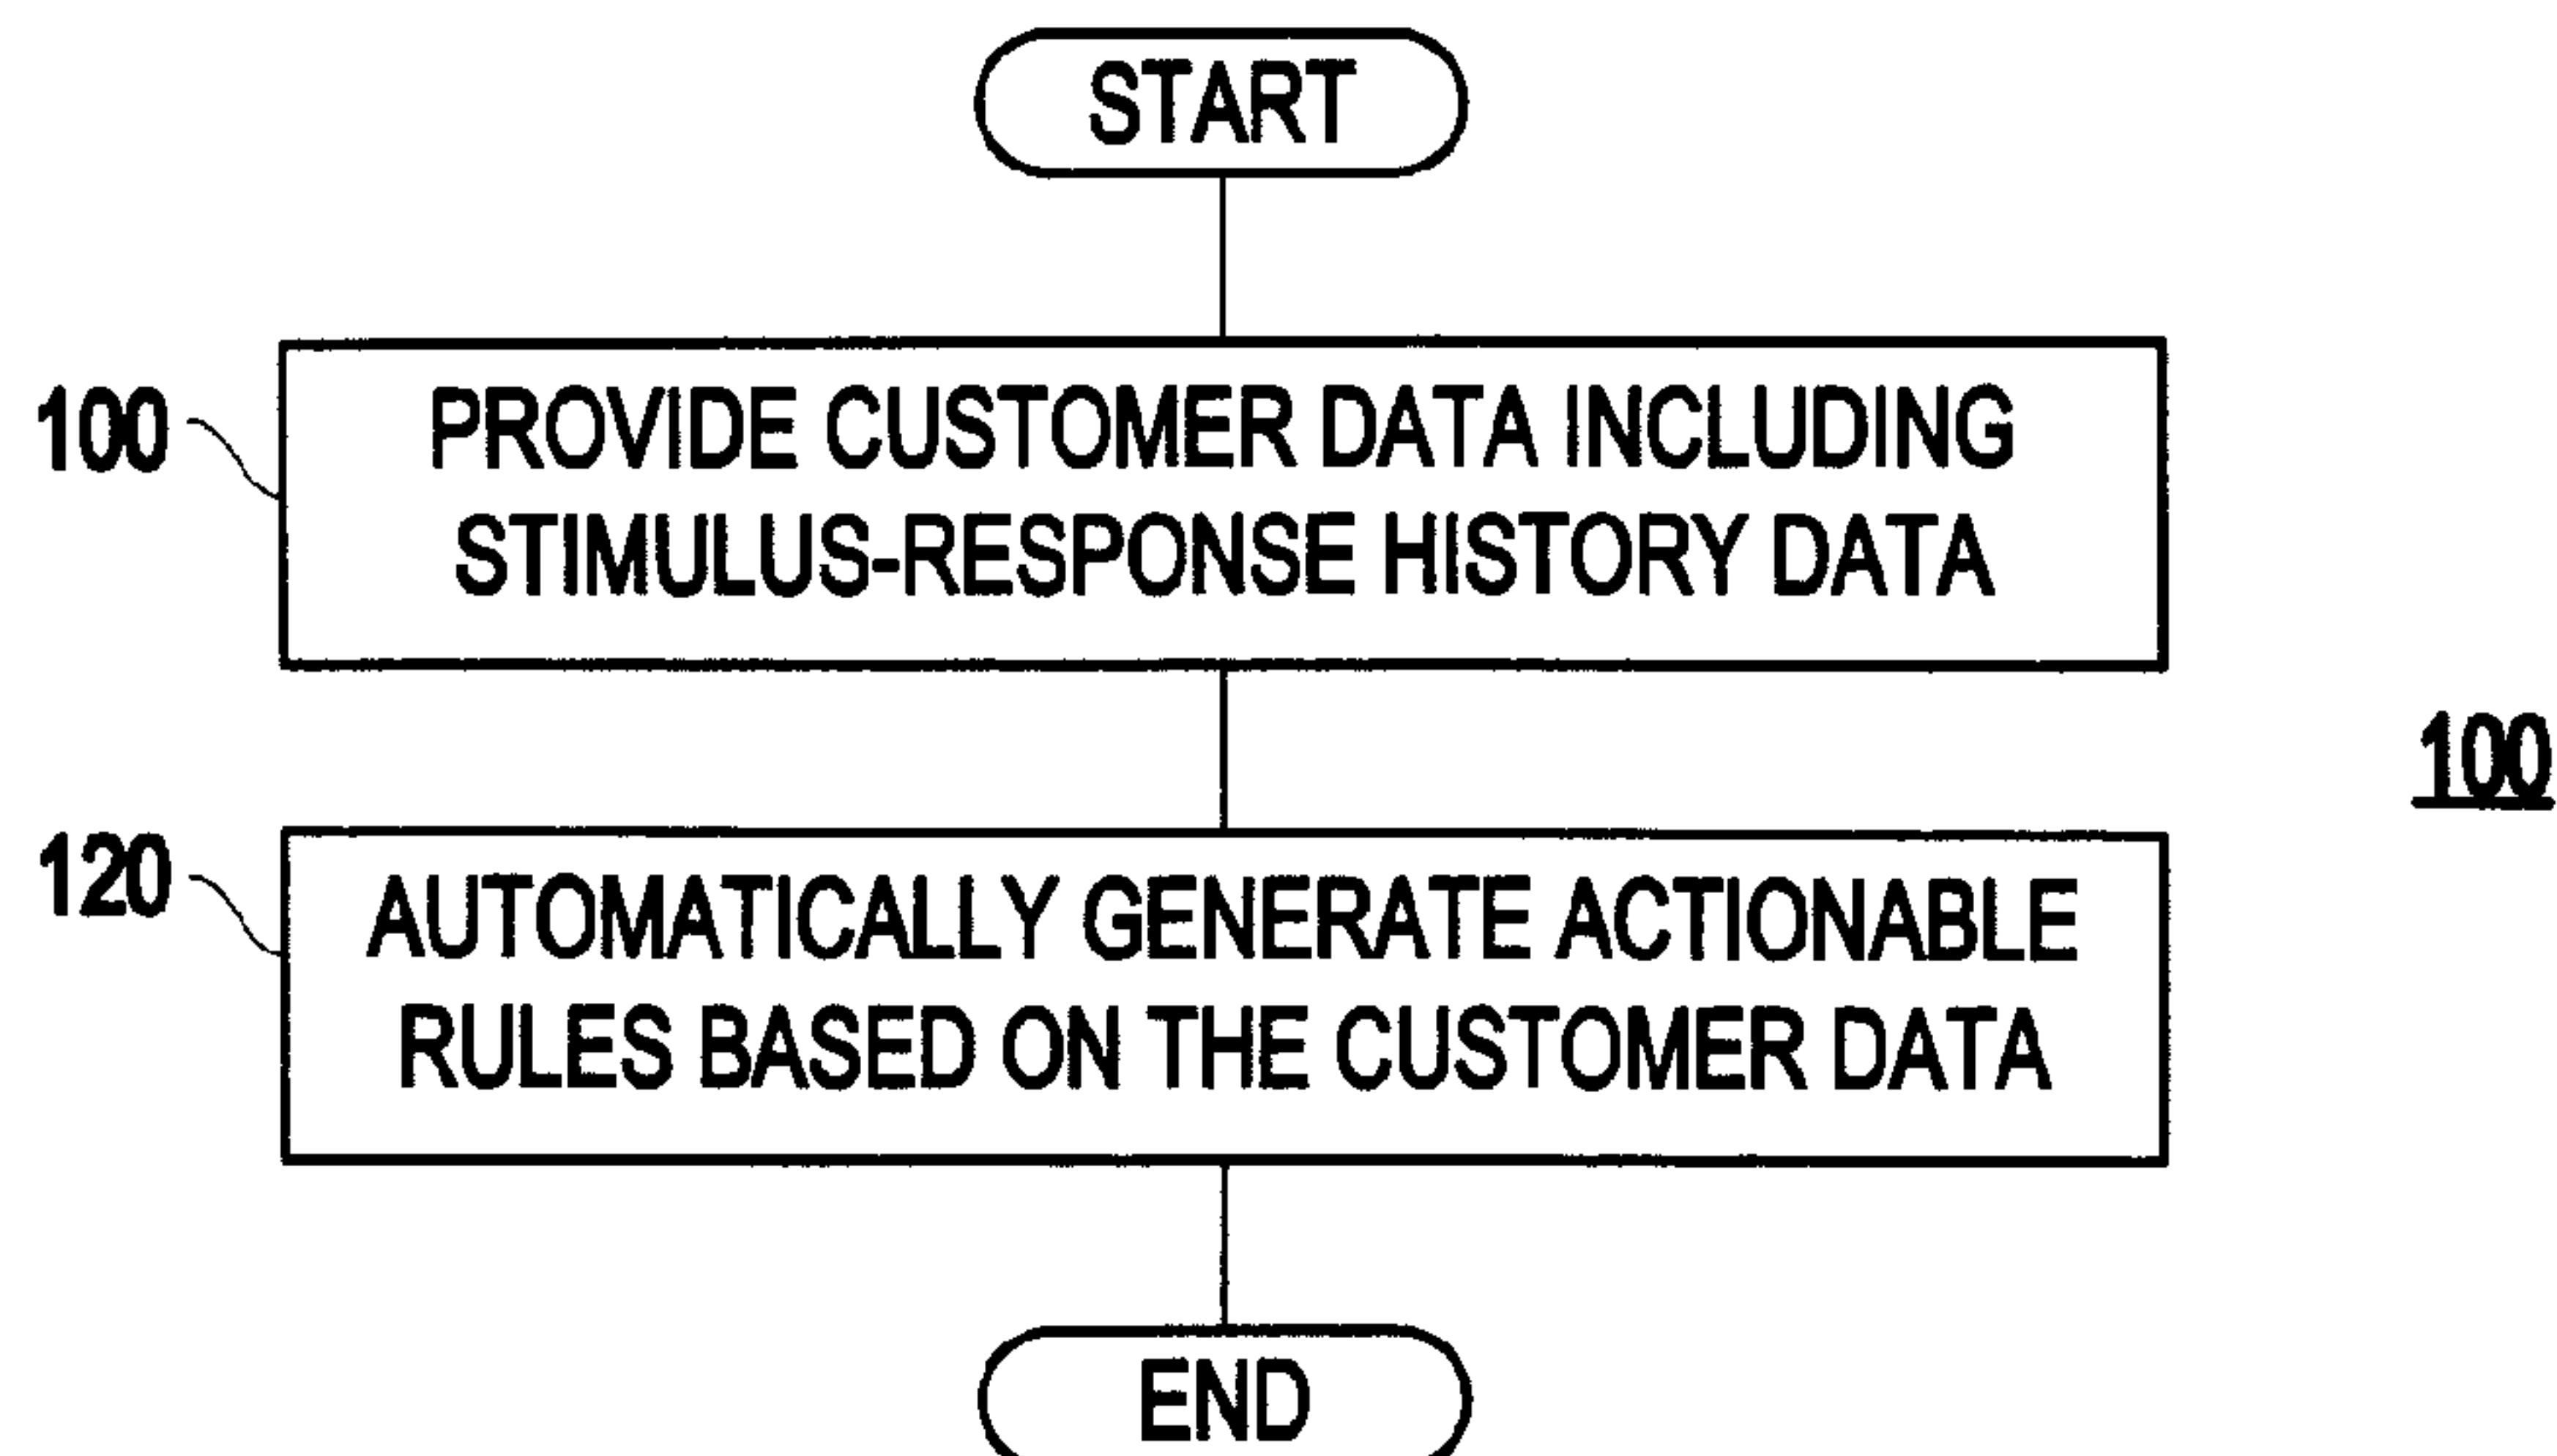 START
100
PROVIDE CUSTOMER DATA INCLUDING
STIMULUS-RESPONSE HISTORY DATA
100
120
AUTOMATICALLY GENERATE ACTIONABLE
RULES BASED ON THE CUSTOMER DATA
END